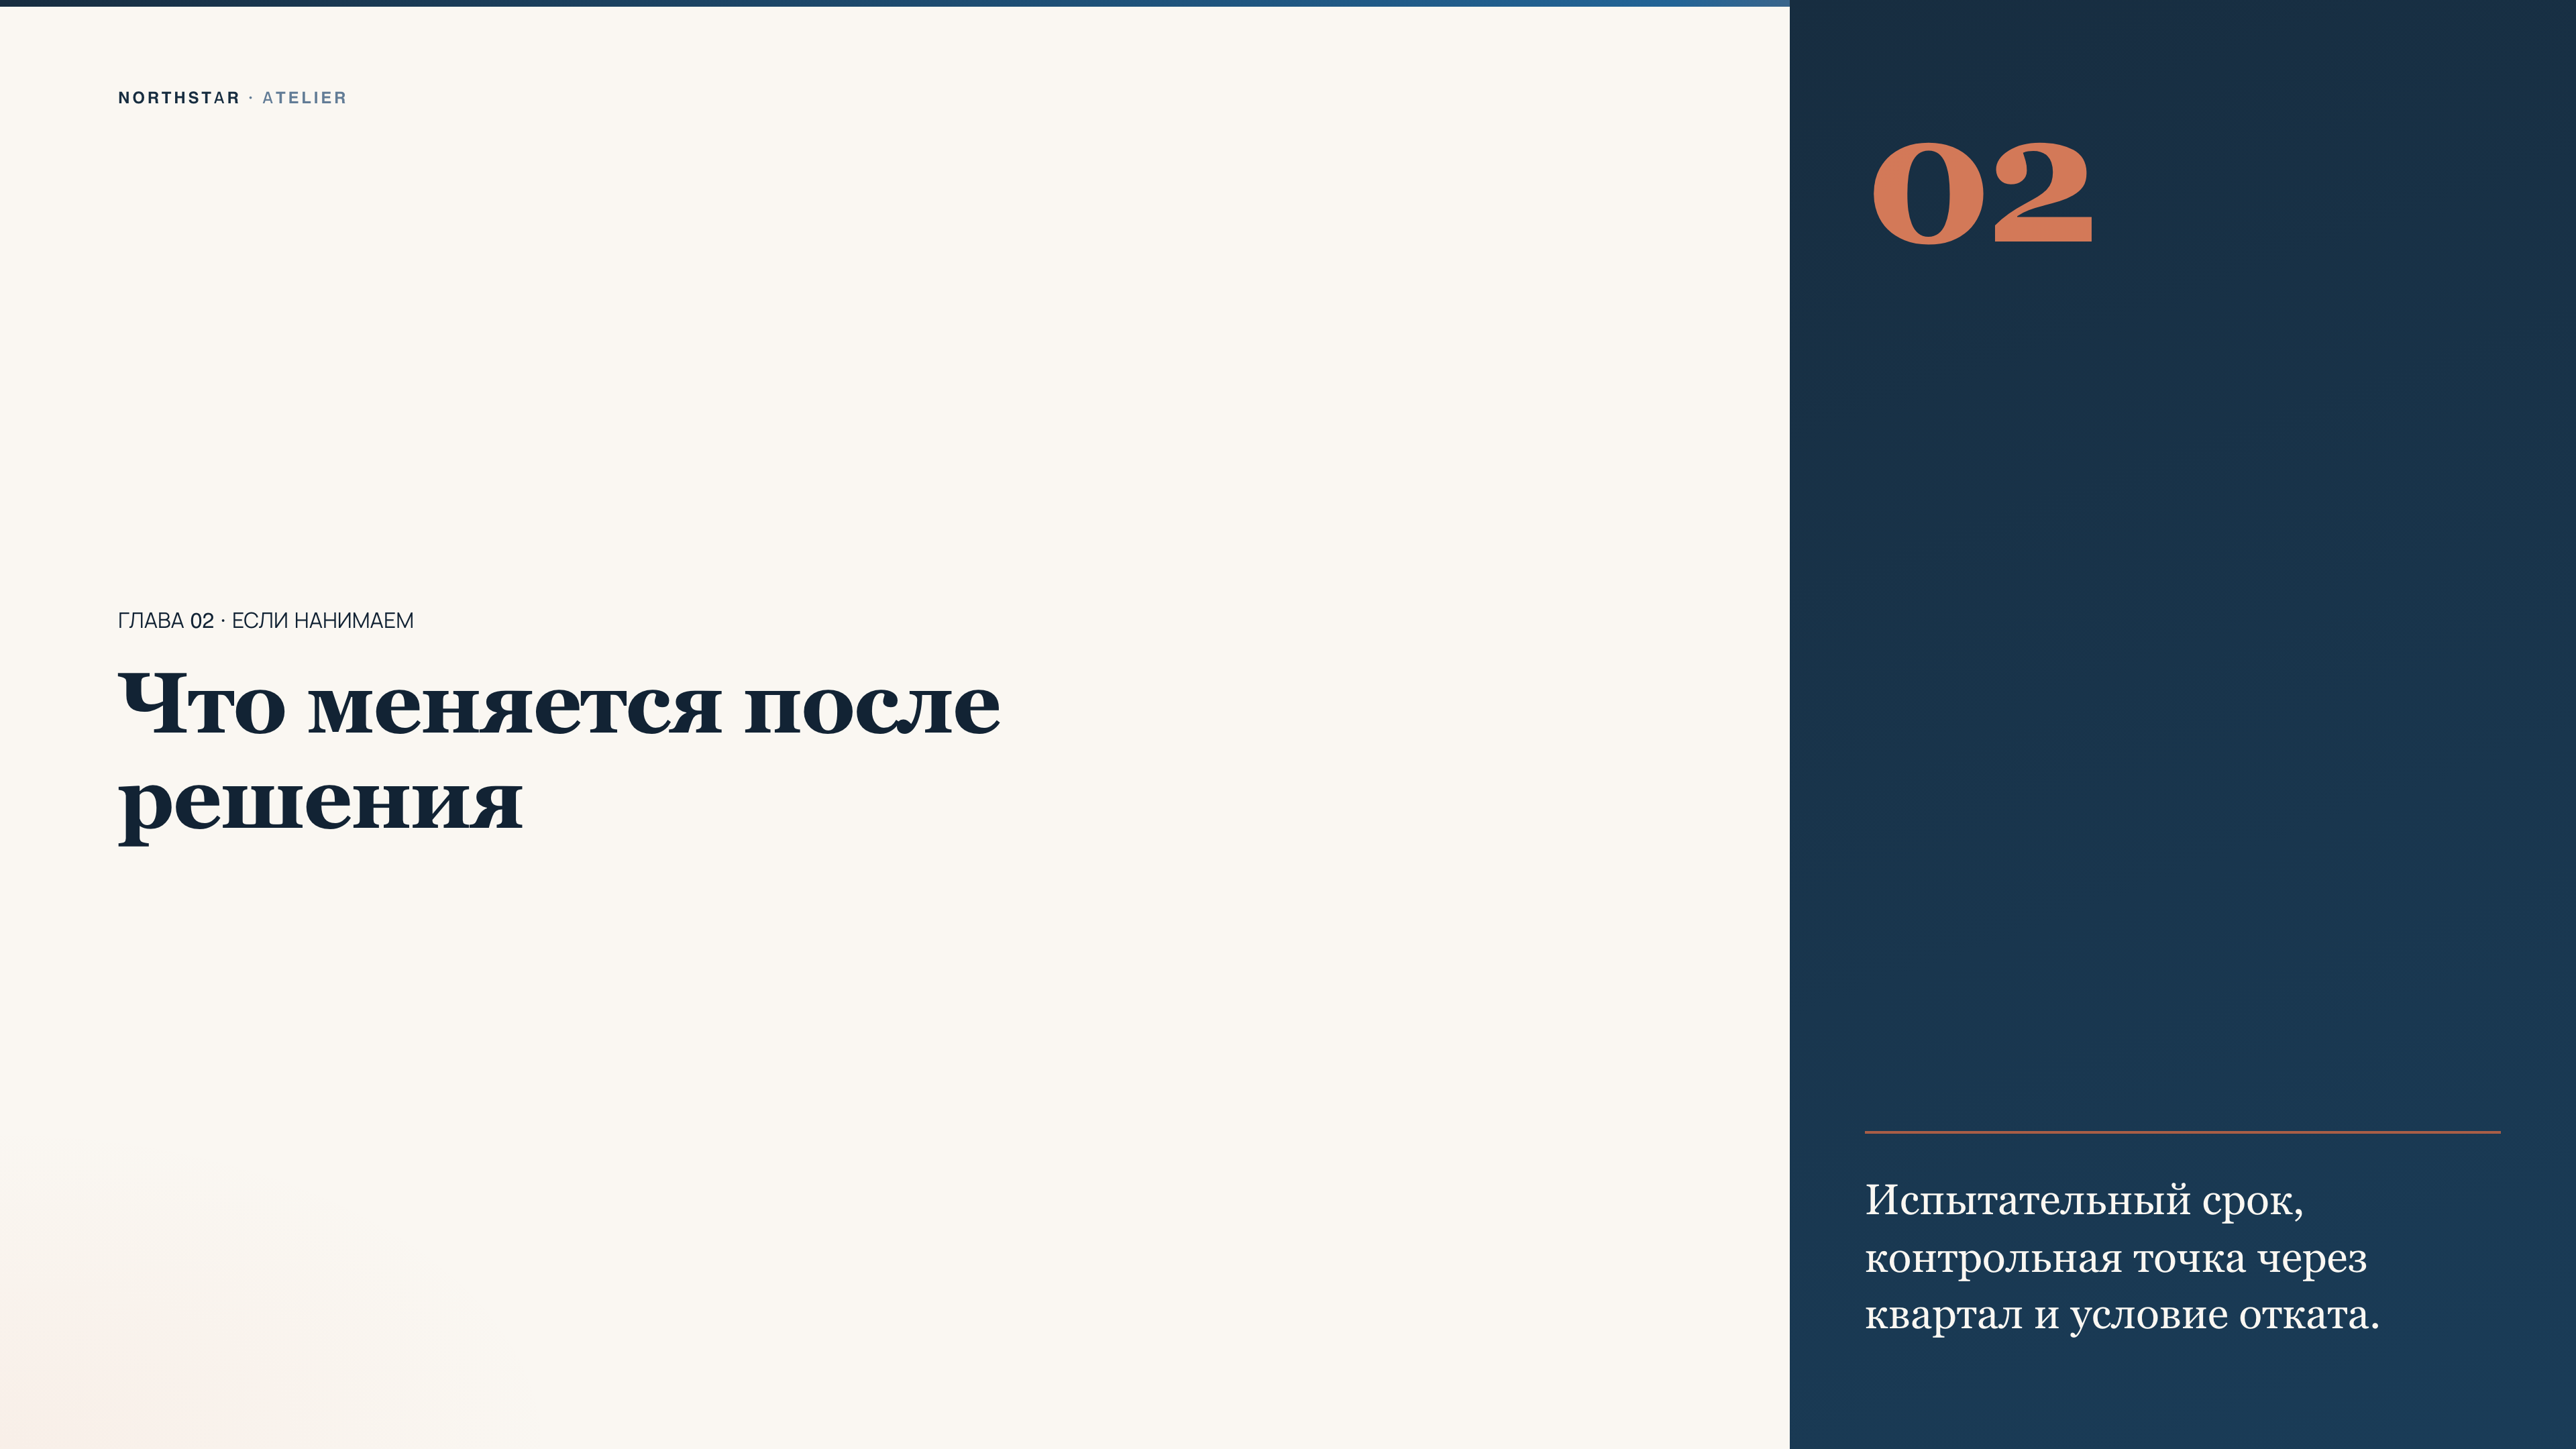 NORTHSTAR · ATELIER
ГЛАВА 02 · ЕСЛИ НАНИМАЕМ
Что меняется после
решения
02
Испытательный срок,
контрольная точка через
квартал и условие отката.